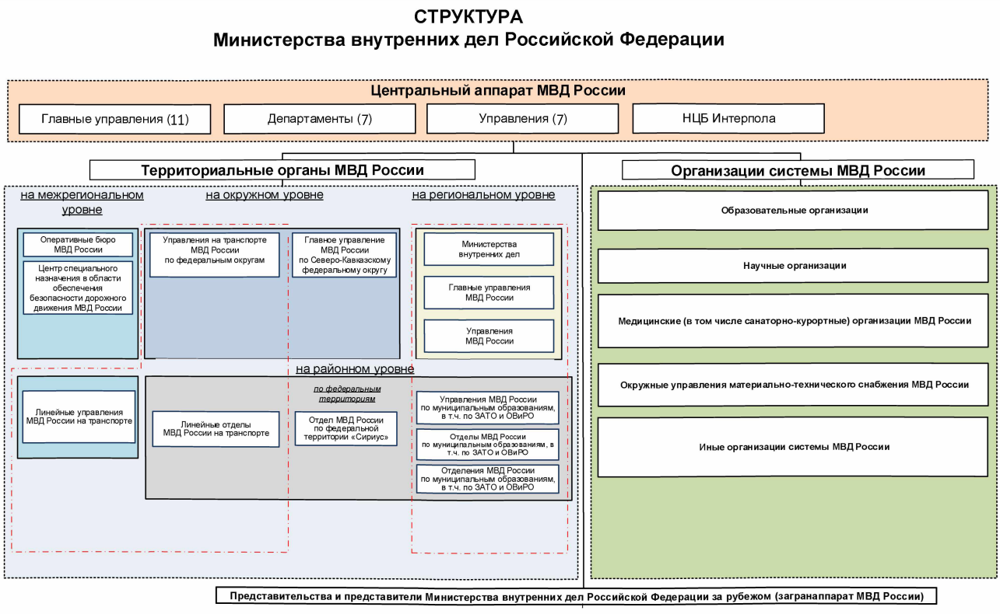 СТРУКТУРА
Министерства внутренних дел Российской Федерации
Центральный аппарат МВД России
Главные управления (11)
Департаменты (7)
Управления (7)
НЦБ Интерпола
Территориальные органы МВД России
Организации системы МВД России
на межрегиональном
уровне
на окружном уровне
на региональном уровне
Оперативные бюро
МВД России
Центр специального
назначения в области
обеспечения
безопасности дорожного
движения МВД России
Управления на транспорте
МВД России
по федеральным округам
Главное управление
МВД России
по Северо-Кавказскому
федеральному округу
Министерства
внутренних дел
Главные управления
МВД России
Управления
МВД России
на районном уровне
Линейные управления
МВД России на транспорте
Линейные отделы
МВД России на транспорте
по федеральным
территориям
Отдел МВД России
по федеральной
территории «Сириус»
Управления МВД России
по муниципальным образованиям,
в т.ч. по ЗАТО и ОВиРО
Отделы МВД России
по муниципальным образованиям, в
т.ч. по ЗАТО и ОВиРО
Отделения МВД России
по муниципальным образованиям,
в т.ч. по ЗАТО и ОВиРО
Образовательные организации
Научные организации
Медицинские (в том числе санаторно-курортные) организации МВД России
Окружные управления материально-технического снабжения МВД России
Иные организации системы МВД России
Представительства и представители Министерства внутренних дел Российской Федерации за рубежом (загранаппарат МВД России)